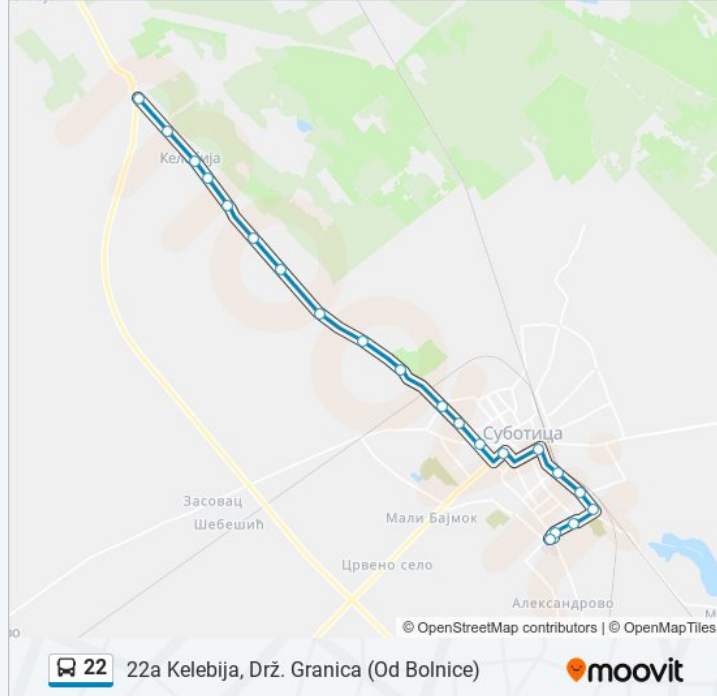 Келебија
Суботица
Засовац
Шебешић
Мали Бајмок
Црвено село
Александрово
© OpenStreetMap contributors | © OpenMapTiles
22 22a Kelebija, Drž. Granica (Od Bolnice)
moovit